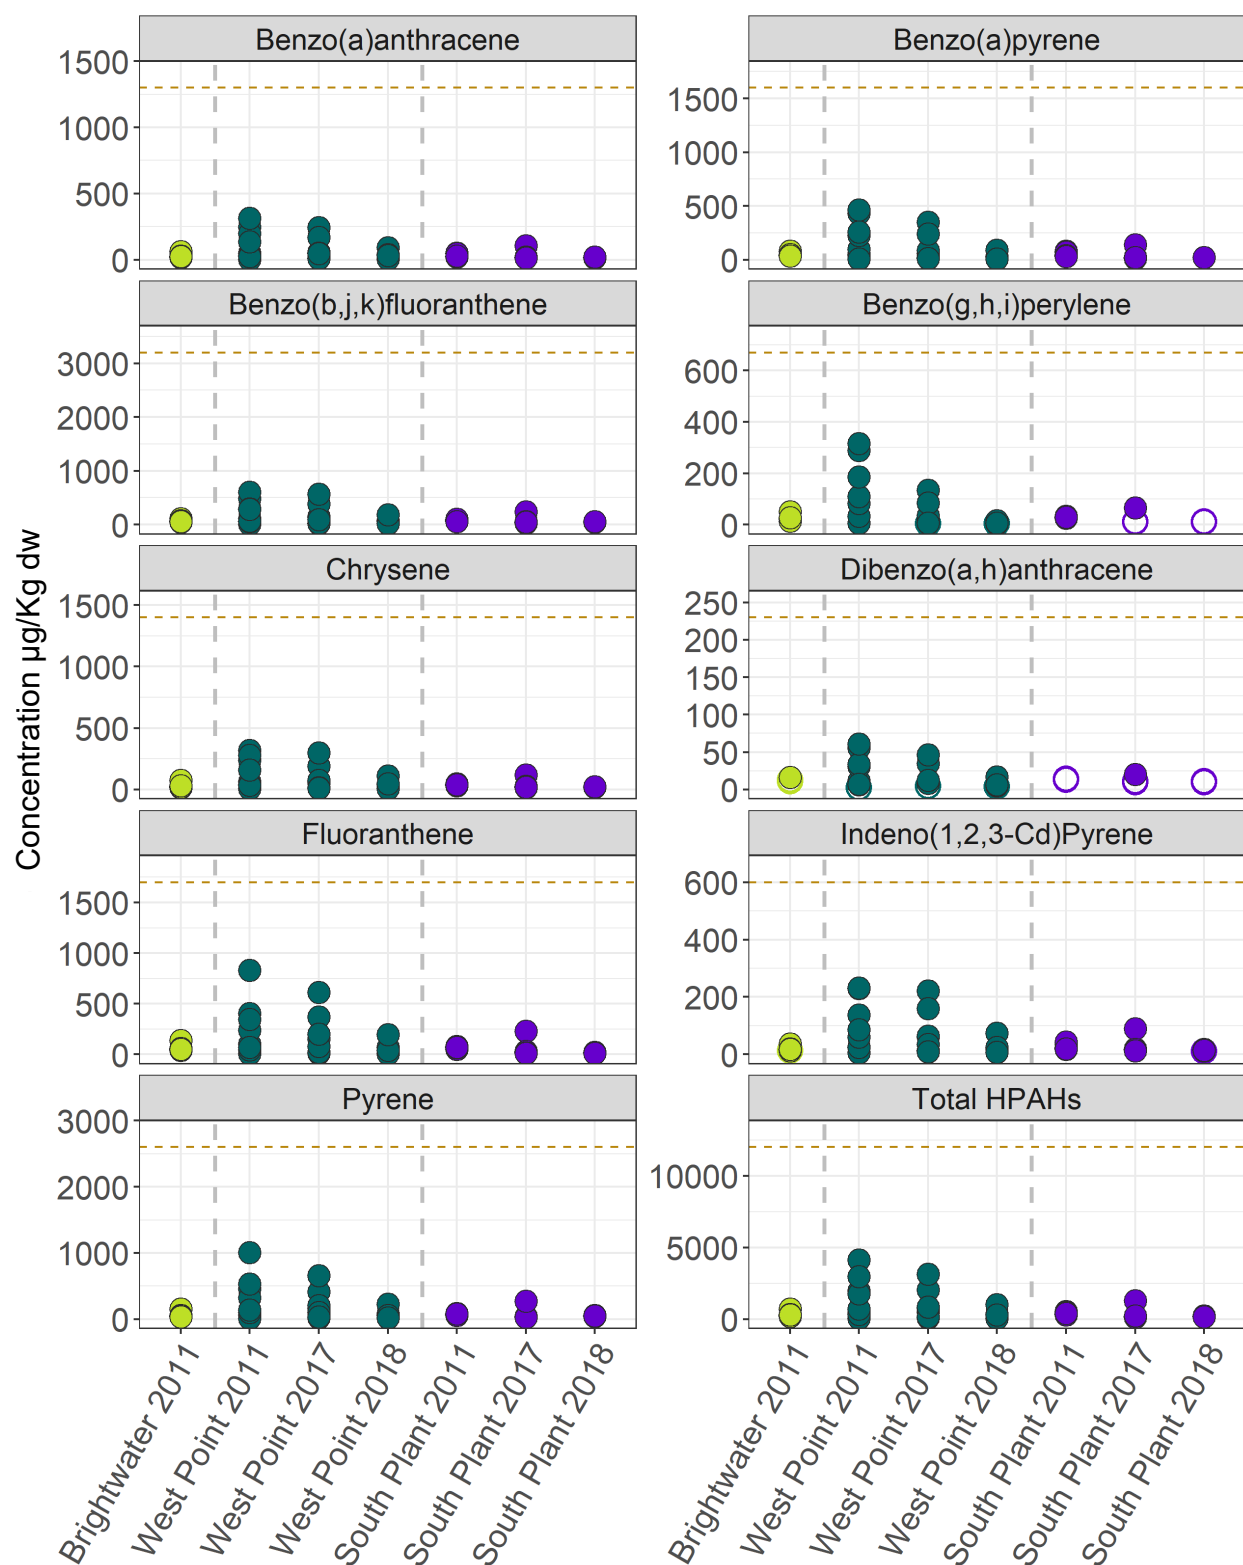 Benzo(a)anthracene
Benzo(a)pyrene
1500
1000
500
0
1500
1000
500
0
Benzo(b,j,k)fluoranthene
Benzo(g,h,i)perylene
3000
2000
1000
0
600
400
200
0
Chrysene
Dibenzo(a,h)anthracene
1500
1000
500
0
250
200
150
100
50
0
Fluoranthene
Indeno(1,2,3-Cd)Pyrene
1500
1000
500
0
600
400
200
0
Pyrene
Total HPAHs
3000
2000
1000
0
10000
5000
0
Concentration µg/Kg dw
Brightwater 2011
West Point 2011
West Point 2017
West Point 2018
South Plant 2011
South Plant 2017
South Plant 2018
Brightwater 2011
West Point 2011
West Point 2017
West Point 2018
South Plant 2011
South Plant 2017
South Plant 2018